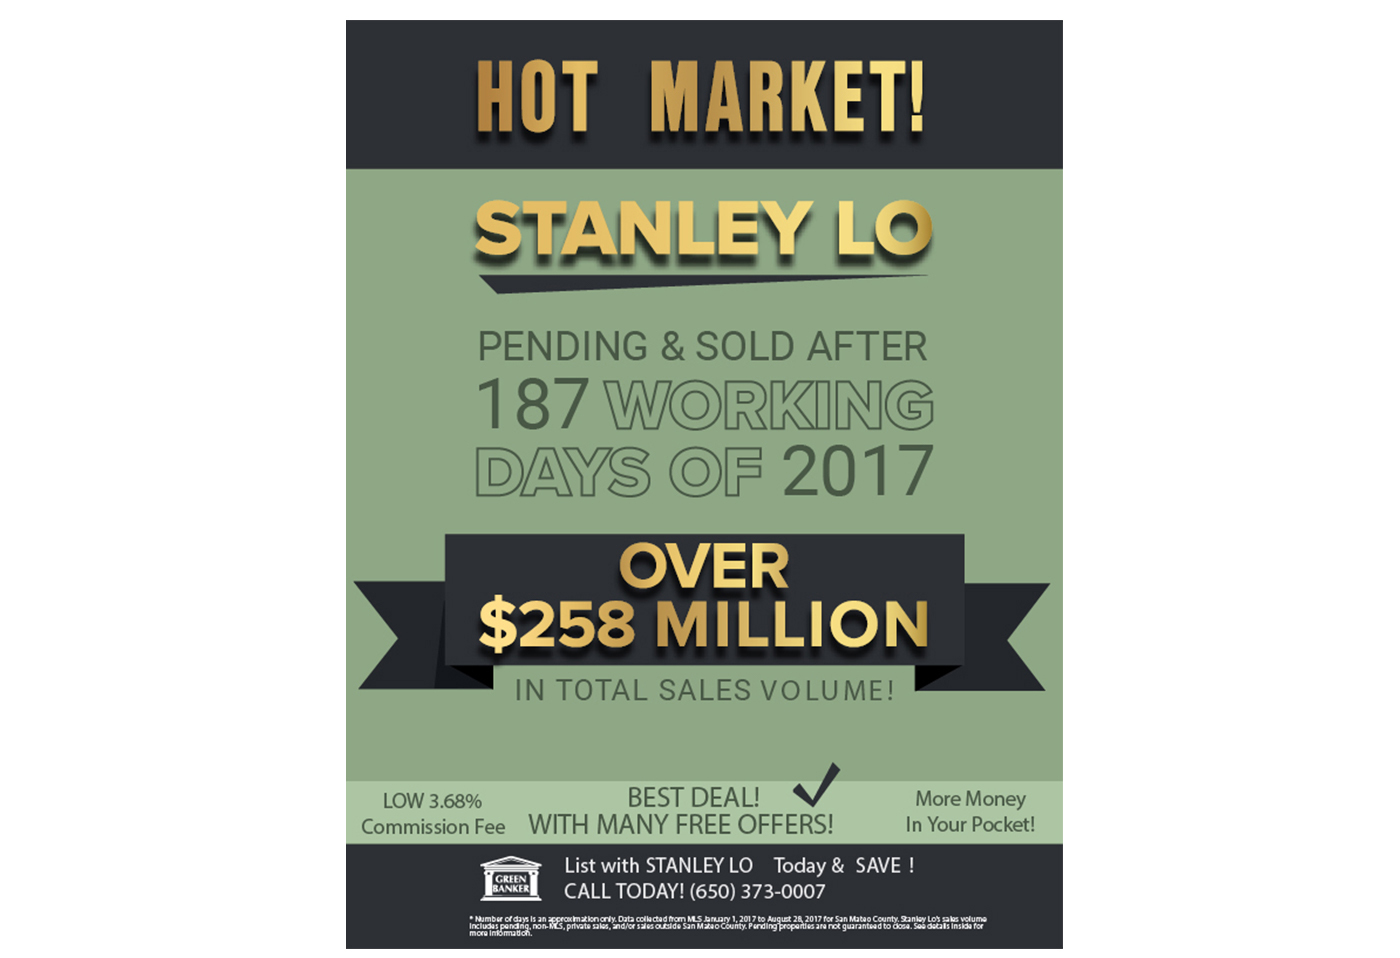 HOT MARKET!
STANLEY LO
PENDING & SOLD AFTER
187 WORKING
DAYS OF 2017
OVER
$258 MILLION
IN TOTAL SALES VOLUME!
LOW 3.68%
Commission Fee
BEST DEAL!
WITH MANY FREE OFFERS!
More Money
In Your Pocket!
GREEN
BANKER
List with STANLEY LO Today & SAVE !
CALL TODAY! (650) 373-0007
* Number of days is an approximation only. Data collected from MLS January 1, 2017 to August 28, 2017 for San Mateo County. Stanley Lo's sales volume
includes pending, non-MLS, private sales, and/or sales outside San Mateo County. Pending properties are not guaranteed to close. See details inside for
more information.